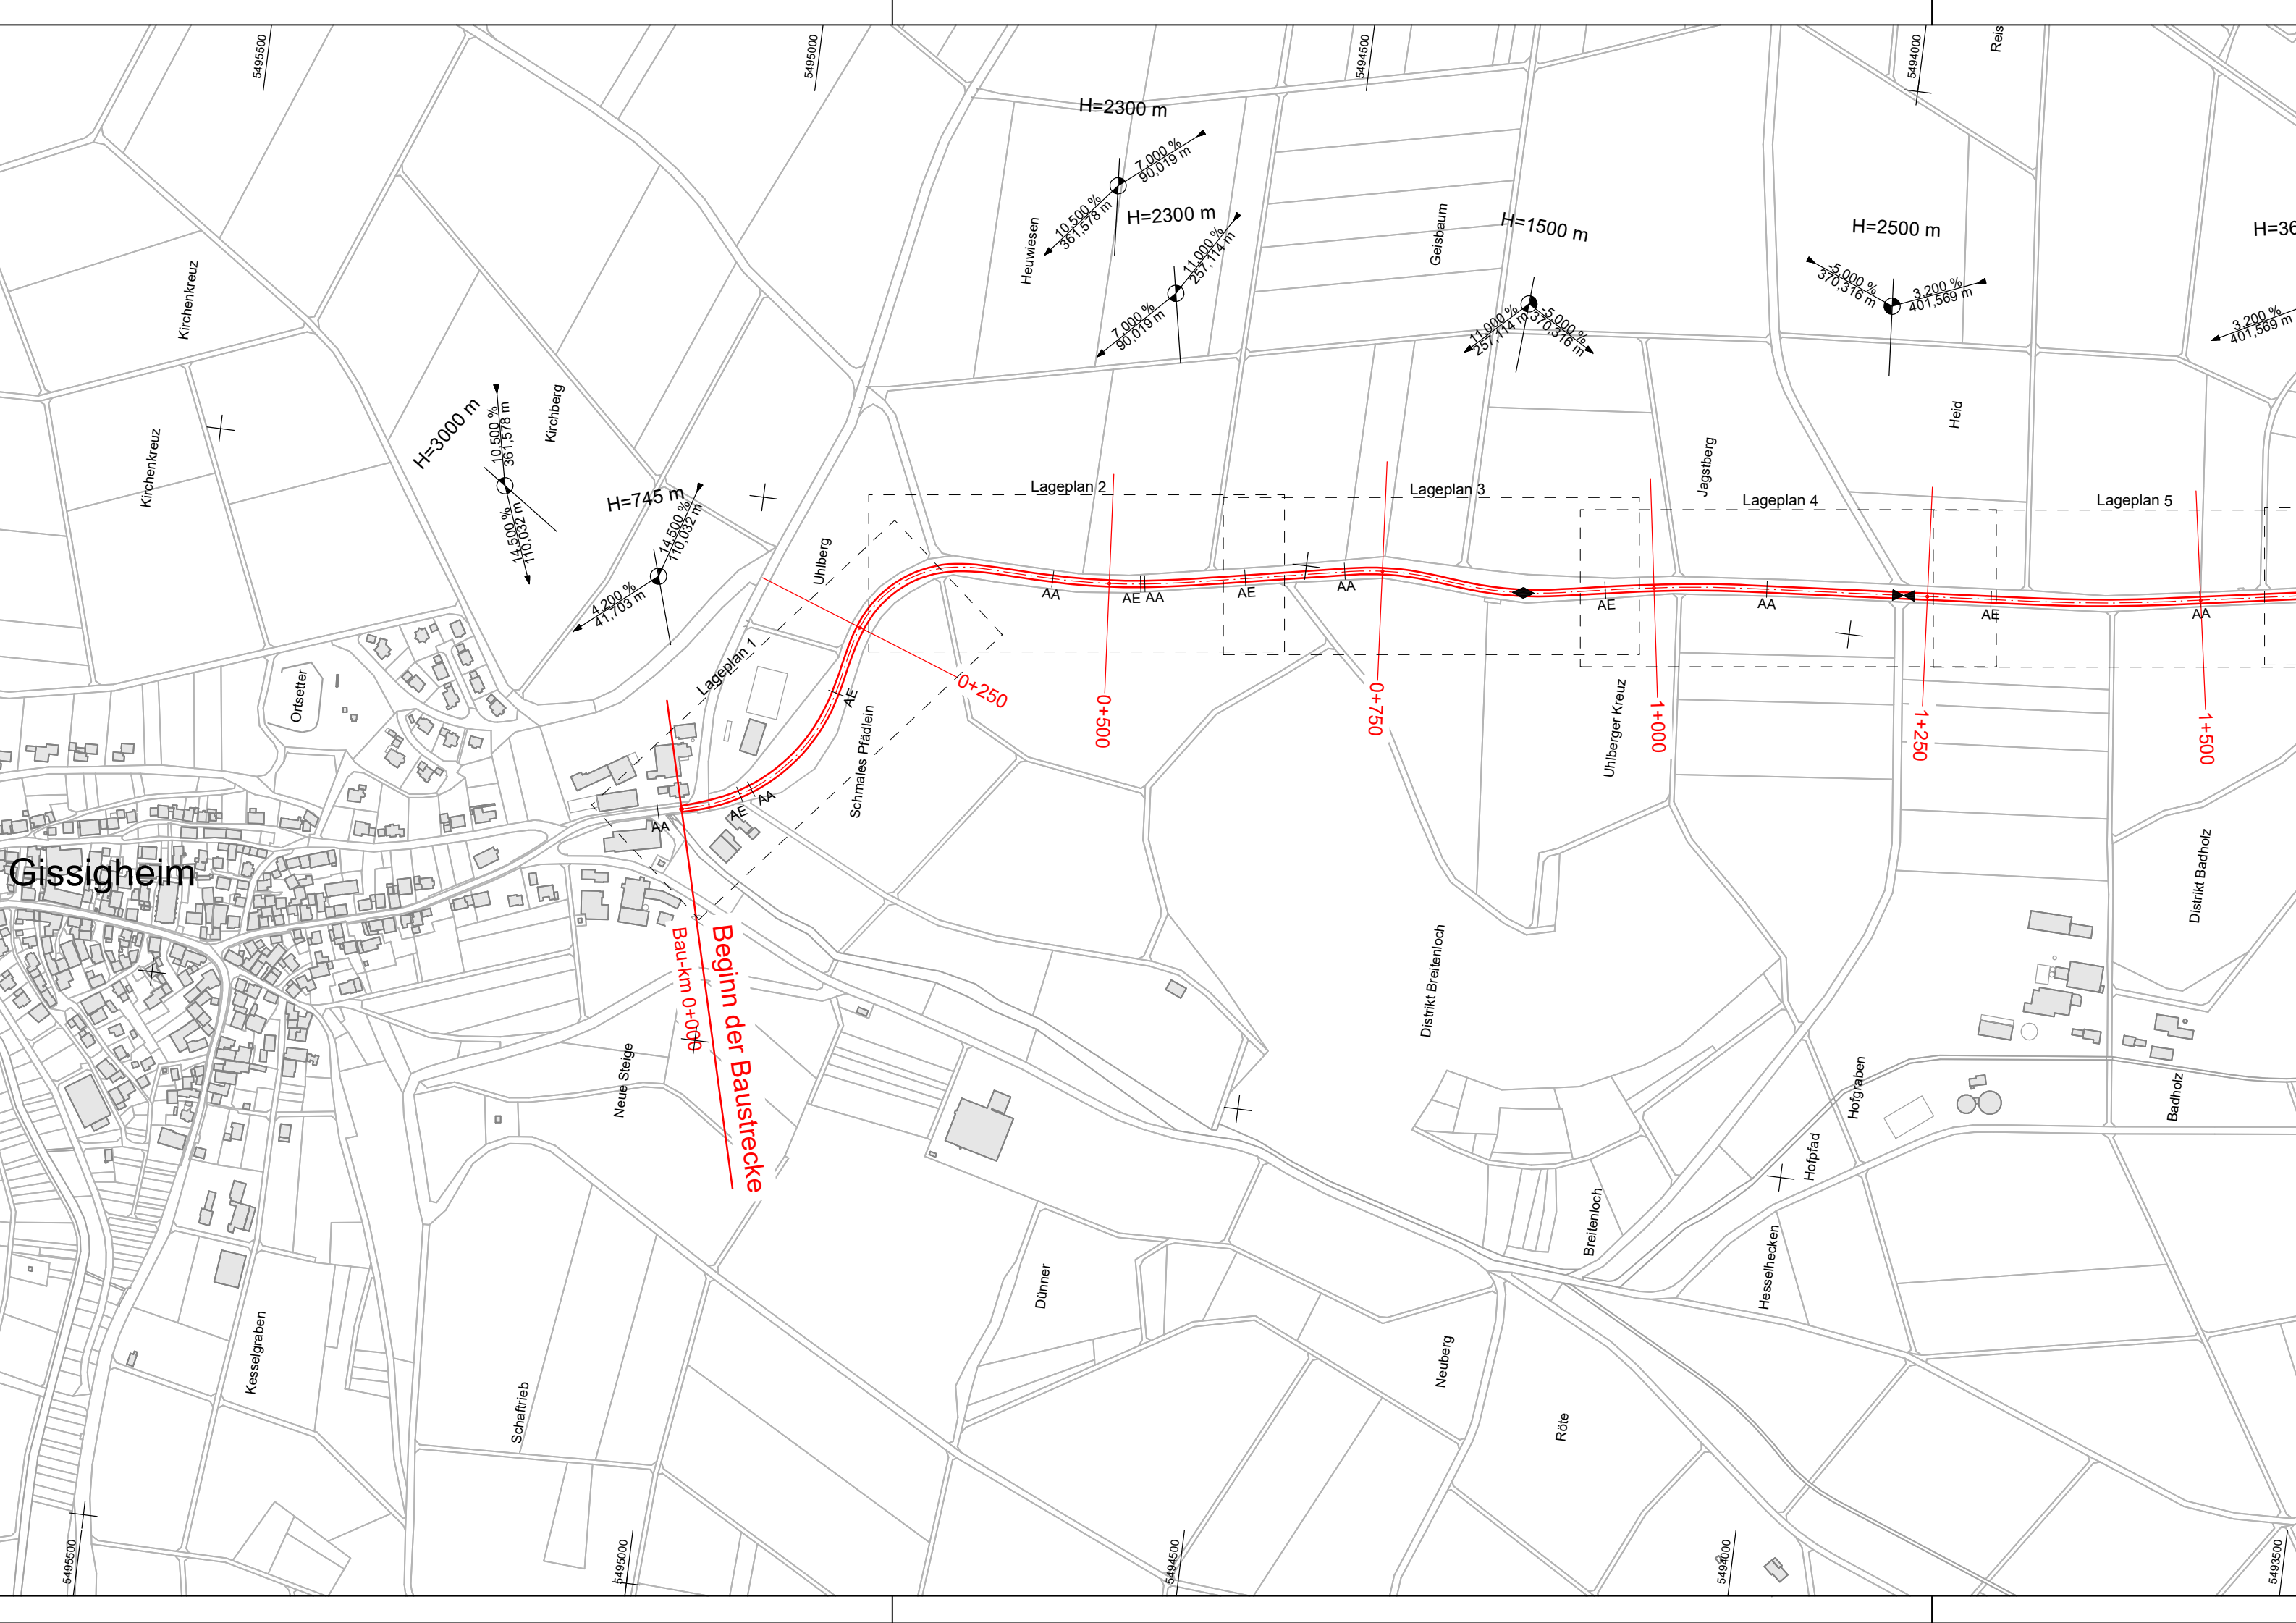 5495500
5495000
5494500
5494000
Reis
H=2300 m
7,000 %
90,019 m
10,500 %
361,578 m
H=2300 m
11,000 %
257,114 m
7,000 %
90,019 m
Heuwiesen
Geisbaum
H=1500 m
11,000 %
257,114 m
-5,000 %
370,316 m
H=2500 m
-5,000 %
370,316 m
3,200 %
401,569 m
H=36
3,200 %
401,569 m
Kirchenkreuz
Kirchenkreuz
Kirchberg
H=3000 m
10,500 %
361,578 m
14,500 %
110,032 m
H=745 m
14,500 %
110,032 m
4,200 %
41,703 m
Uhlberg
Jagstberg
Heid
Lageplan 1
Lageplan 2
Lageplan 3
Lageplan 4
Lageplan 5
AA
AE
AA
AE
AA
AE
AA
AE
AA
AE
AA
AE
AA
0+250
0+500
0+750
1+000
1+250
1+500
Ortsetter
Schmales Pfädlein
Uhlberger Kreuz
Gissigheim
Beginn der Baustrecke
Bau-km 0+000
Distrikt Badholz
Distrikt Breitenloch
Neue Steige
Hofgraben
Badholz
Hofpfad
Breitenloch
Hesselhecken
Dünner
Kesselgraben
Schaftrieb
Neuberg
Röte
5495500
5495000
5494500
5494000
5493500